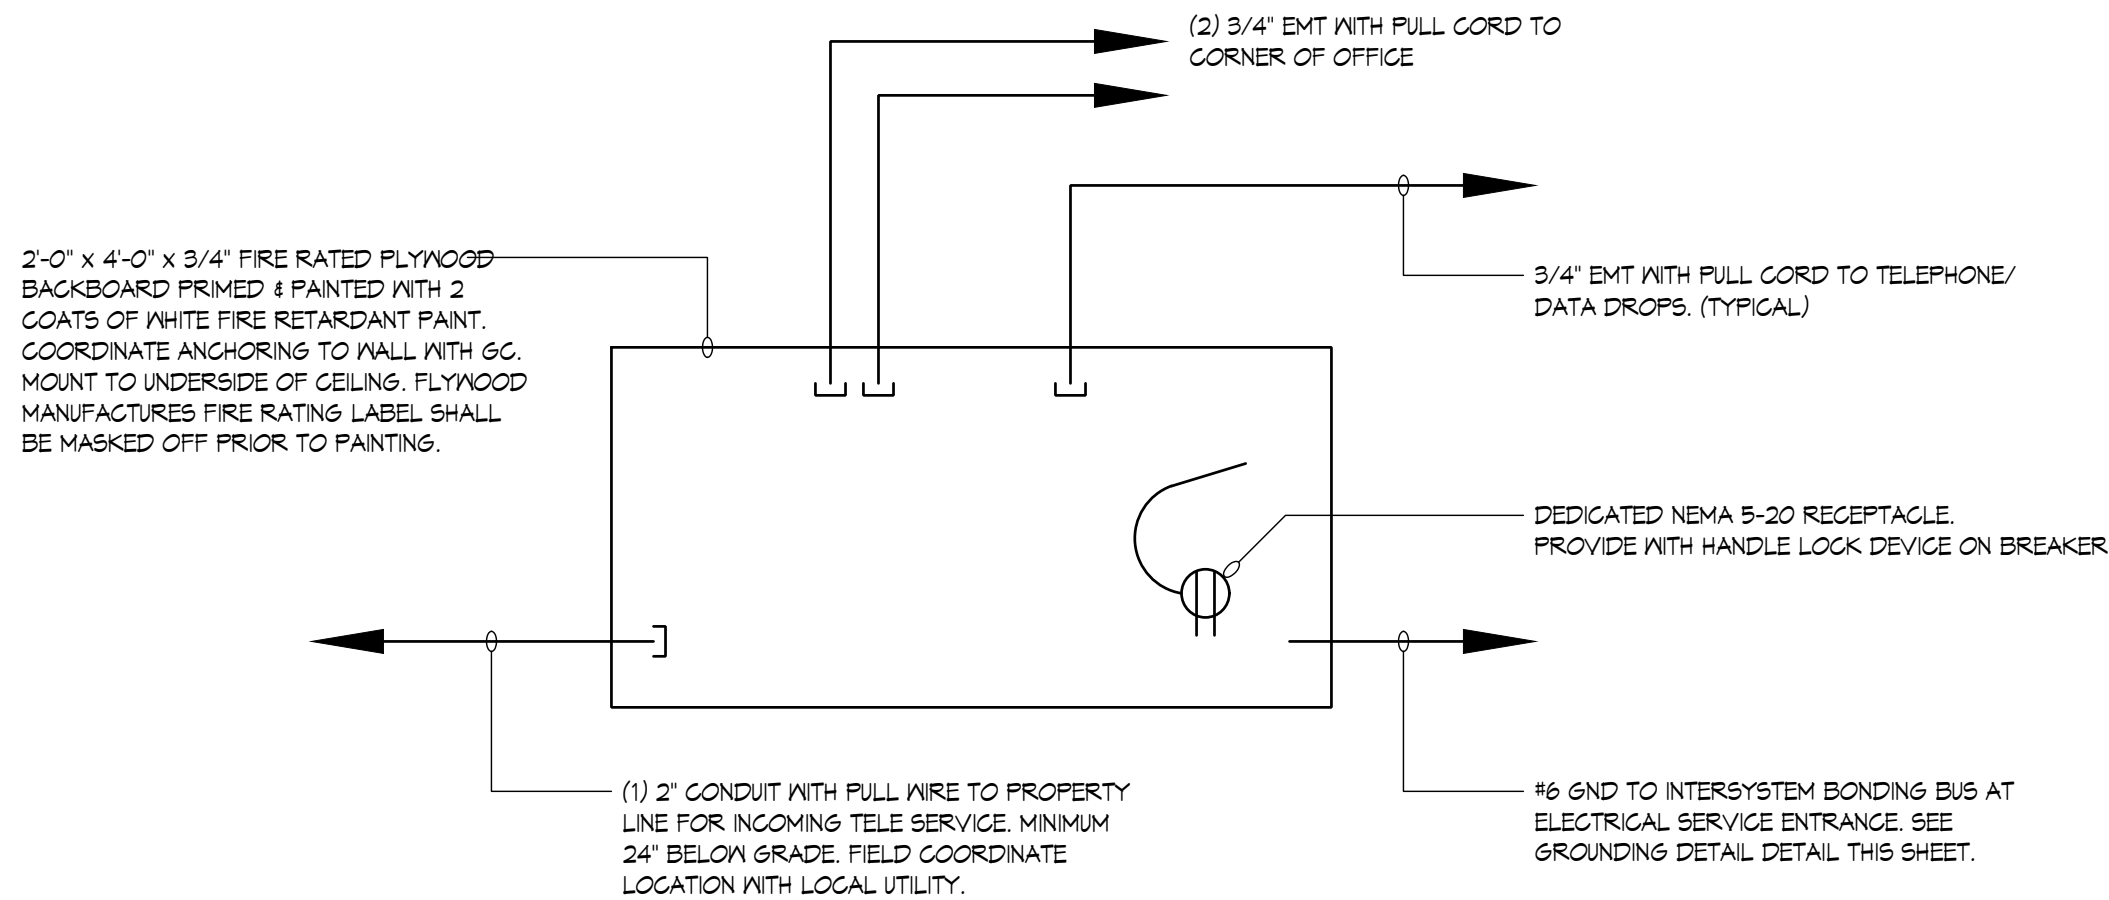 (2) 3/4" EMT WITH PULL CORD TO
CORNER OF OFFICE
2'-0" x 4'-0" x 3/4" FIRE RATED PLYWOOD
BACKBOARD PRIMED & PAINTED WITH 2
COATS OF WHITE FIRE RETARDANT PAINT.
COORDINATE ANCHORING TO WALL WITH GC.
MOUNT TO UNDERSIDE OF CEILING. FLYWOOD
MANUFACTURES FIRE RATING LABEL SHALL
BE MASKED OFF PRIOR TO PAINTING.
3/4" EMT WITH PULL CORD TO TELEPHONE/
DATA DROPS. (TYPICAL)
DEDICATED NEMA 5-20 RECEPTACLE.
PROVIDE WITH HANDLE LOCK DEVICE ON BREAKER
(1) 2" CONDUIT WITH PULL WIRE TO PROPERTY
LINE FOR INCOMING TELE SERVICE. MINIMUM
24" BELOW GRADE. FIELD COORDINATE
LOCATION WITH LOCAL UTILITY.
#6 GND TO INTERSYSTEM BONDING BUS AT
ELECTRICAL SERVICE ENTRANCE. SEE
GROUNDING DETAIL DETAIL THIS SHEET.